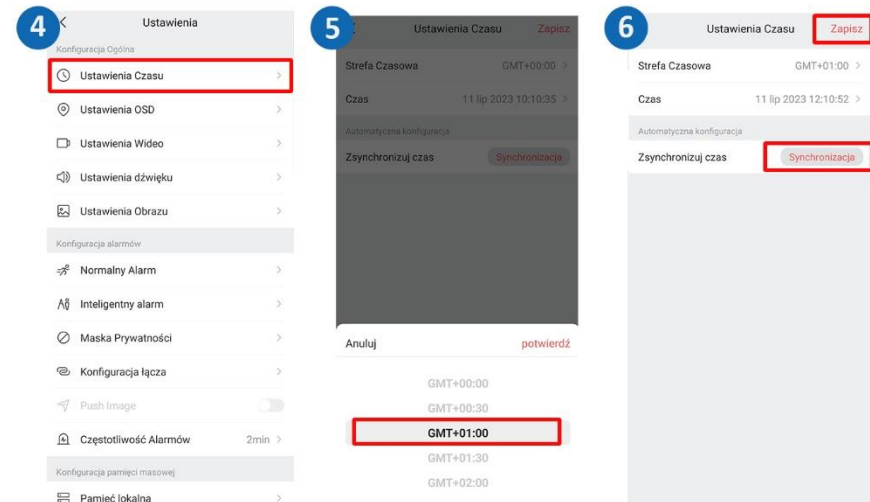 4
Ustawienia
Konfiguracja Ogólna
Ustawienia Czasu
Ustawienia OSD
Ustawienia Wideo
Ustawienia dźwięku
Ustawienia Obrazu
Konfiguracja alarmów
Normalny Alarm
Inteligentny alarm
Maska Prywatności
Konfiguracja łącza
Push Image
Częstotliwość Alarmów 2min
Konfiguracja pamięci masowej
Pamięć lokalna
5
Ustawienia Czasu Zapisz
Strefa Czasowa GMT+00:00
Czas 11 lip 2023 10:10:35
Automatyczna konfiguracja
Zsynchronizuj czas Synchronizacja
Anuluj potwierdź
GMT+00:00
GMT+00:30
GMT+01:00
GMT+01:30
GMT+02:00
6
Ustawienia Czasu Zapisz
Strefa Czasowa GMT+01:00
Czas 11 lip 2023 12:10:52
Automatyczna konfiguracja
Zsynchronizuj czas Synchronizacja